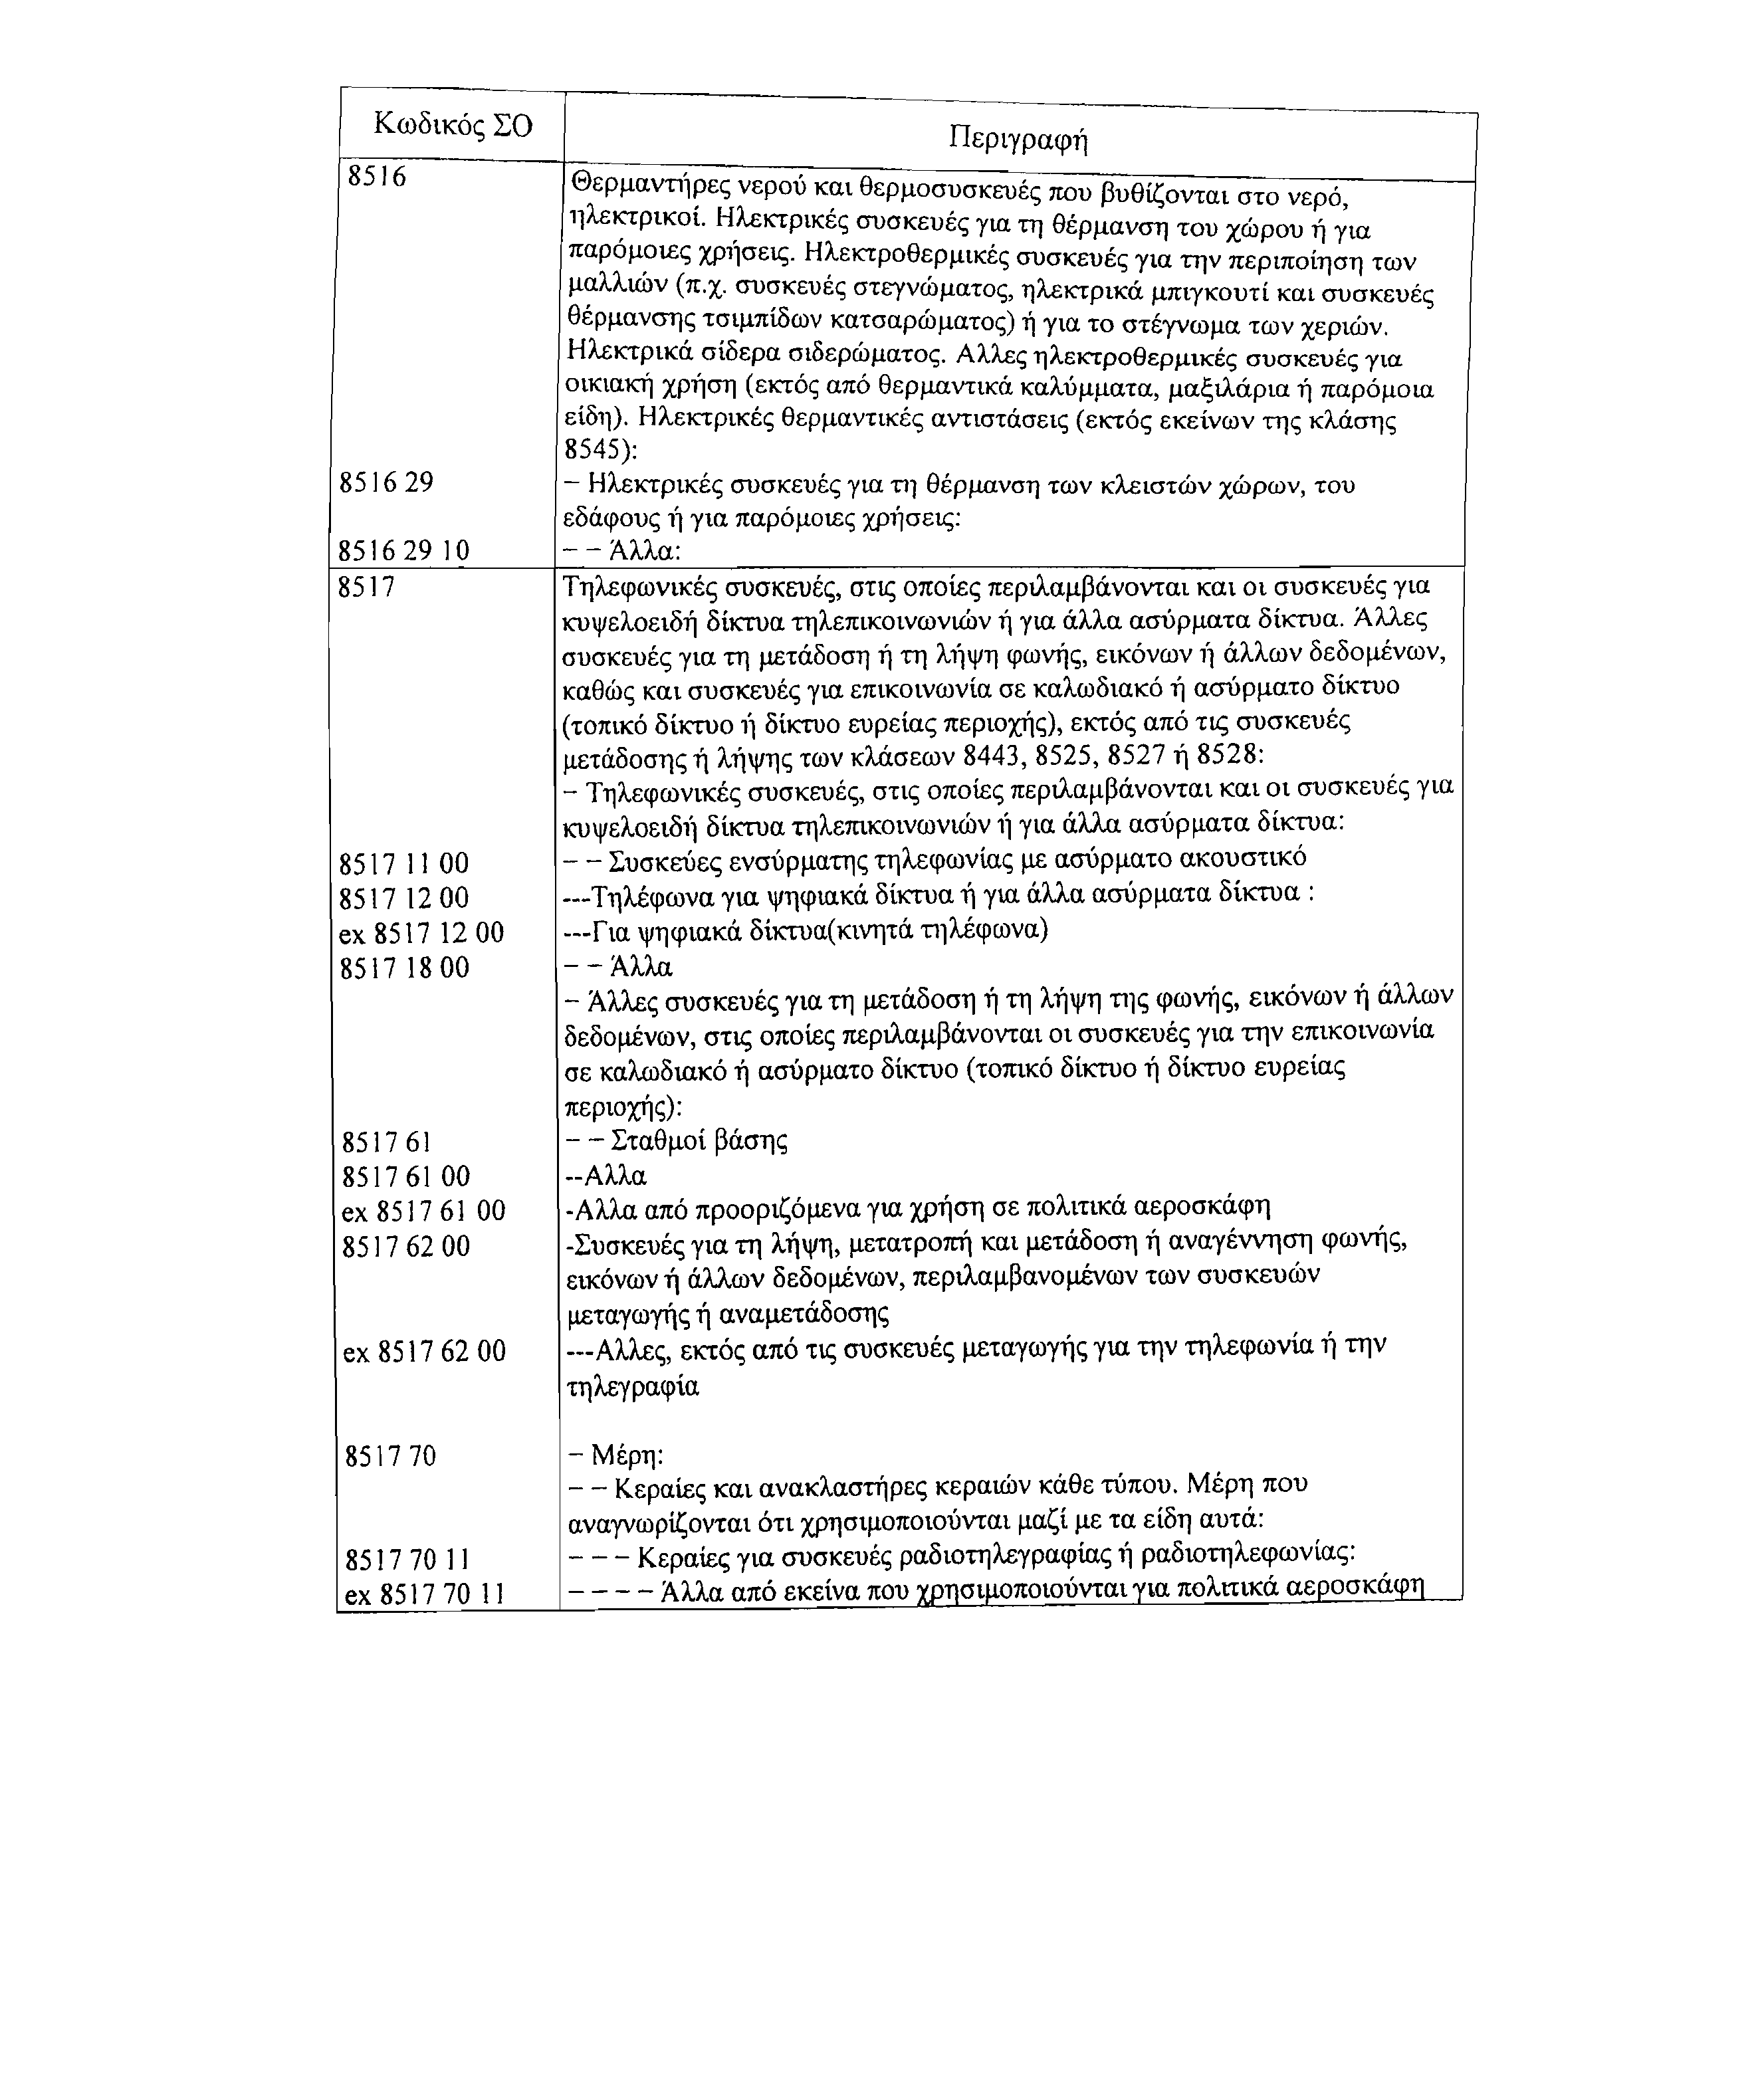 Κωδικός ΣΟ Περιγραφή
8516 Θερμαντήρες νερού και θερμοσυσκευές που βυθίζονται στο νερό,
ηλεκτρικοί. Ηλεκτρικές συσκευές για τη θέρμανση του χώρου ή για
παρόμοιες χρήσεις. Ηλεκτροθερμικές συσκευές για την περιποίηση των
μαλλιών (π.χ. συσκευές στεγνώματος, ηλεκτρικά μπιγκουτί και συσκευές
θέρμανσης τσιμπίδων κατσαρώματος) ή για το στέγνωμα των χεριών.
Ηλεκτρικά σίδερα σιδερώματος. Αλλες ηλεκτροθερμικές συσκευές για
οικιακή χρήση (εκτός από θερμαντικά καλύμματα, μαξιλάρια ή παρόμοια
είδη). Ηλεκτρικές θερμαντικές αντιστάσεις (εκτός εκείνων της κλάσης
8545):
8516 29 – Ηλεκτρικές συσκευές για τη θέρμανση των κλειστών χώρων, του
εδάφους ή για παρόμοιες χρήσεις:
8516 29 10 – – Άλλα:
8517 Τηλεφωνικές συσκευές, στις οποίες περιλαμβάνονται και οι συσκευές για
κυψελοειδή δίκτυα τηλεπικοινωνιών ή για άλλα ασύρματα δίκτυα. Άλλες
συσκευές για τη μετάδοση ή τη λήψη φωνής, εικόνων ή άλλων δεδομένων,
καθώς και συσκευές για επικοινωνία σε καλωδιακό ή ασύρματο δίκτυο
(τοπικό δίκτυο ή δίκτυο ευρείας περιοχής), εκτός από τις συσκευές
μετάδοσης ή λήψης των κλάσεων 8443, 8525, 8527 ή 8528:
– Τηλεφωνικές συσκευές, στις οποίες περιλαμβάνονται και οι συσκευές για
κυψελοειδή δίκτυα τηλεπικοινωνιών ή για άλλα ασύρματα δίκτυα:
8517 11 00 – – Συσκεύες ενσύρματης τηλεφωνίας με ασύρματο ακουστικό
8517 12 00 ---Τηλέφωνα για ψηφιακά δίκτυα ή για άλλα ασύρματα δίκτυα :
ex 8517 12 00 ---Για ψηφιακά δίκτυα(κινητά τηλέφωνα)
8517 18 00 – – Άλλα
– Άλλες συσκευές για τη μετάδοση ή τη λήψη της φωνής, εικόνων ή άλλων
δεδομένων, στις οποίες περιλαμβάνονται οι συσκευές για την επικοινωνία
σε καλωδιακό ή ασύρματο δίκτυο (τοπικό δίκτυο ή δίκτυο ευρείας
περιοχής):
8517 61 – – Σταθμοί βάσης
8517 61 00 --Αλλα
ex 8517 61 00 -Αλλα από προοριζόμενα για χρήση σε πολιτικά αεροσκάφη
8517 62 00 -Συσκευές για τη λήψη, μετατροπή και μετάδοση ή αναγέννηση φωνής,
εικόνων ή άλλων δεδομένων, περιλαμβανομένων των συσκευών
μεταγωγής ή αναμετάδοσης
ex 8517 62 00 ---Αλλες, εκτός από τις συσκευές μεταγωγής για την τηλεφωνία ή την
τηλεγραφία
8517 70 – Μέρη:
– – Κεραίες και ανακλαστήρες κεραιών κάθε τύπου. Μέρη που
αναγνωρίζονται ότι χρησιμοποιούνται μαζί με τα είδη αυτά:
8517 70 11 – – – Κεραίες για συσκευές ραδιοτηλεγραφίας ή ραδιοτηλεφωνίας:
ex 8517 70 11 – – – – Άλλα από εκείνα που χρησιμοποιούνται για πολιτικά αεροσκάφη